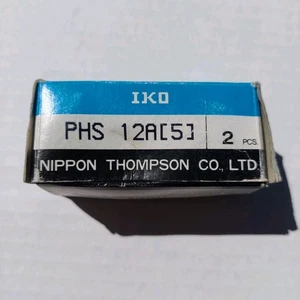 IKO
PHS 12A[5] 2 PCS.
NIPPON THOMPSON CO., LTD.